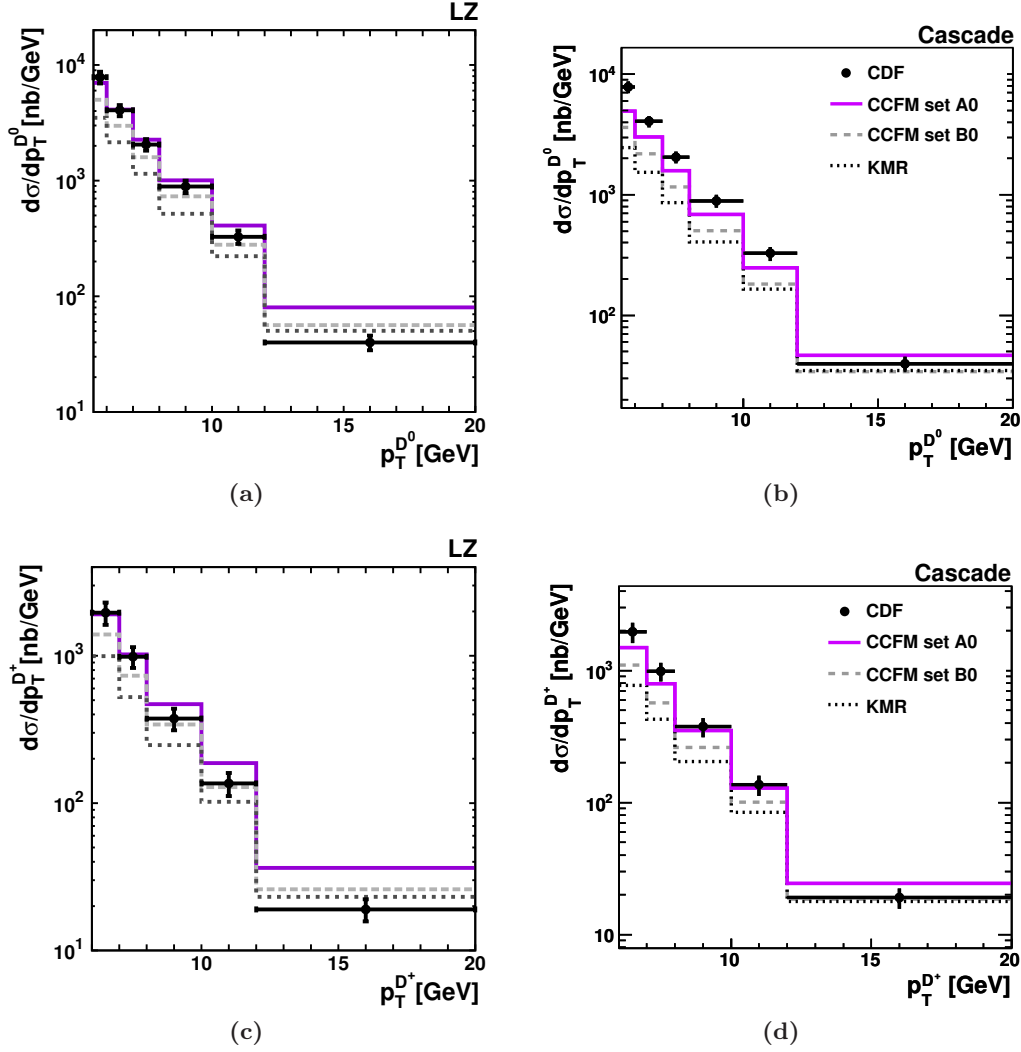 LZ
dσ/dp_T^{D^0} [nb/GeV]
10^4
10^3
10^2
10^1
10 15 20
p_T^{D^0} [GeV]
(a)
Cascade
dσ/dp_T^{D^0} [nb/GeV]
10^4
10^3
10^2
CDF
CCFM set A0
CCFM set B0
KMR
10 15 20
p_T^{D^0} [GeV]
(b)
LZ
dσ/dp_T^{D^+} [nb/GeV]
10^3
10^2
10^1
10 15 20
p_T^{D^+} [GeV]
(c)
Cascade
dσ/dp_T^{D^+} [nb/GeV]
10^3
10^2
10
CDF
CCFM set A0
CCFM set B0
KMR
10 15 20
p_T^{D^+} [GeV]
(d)